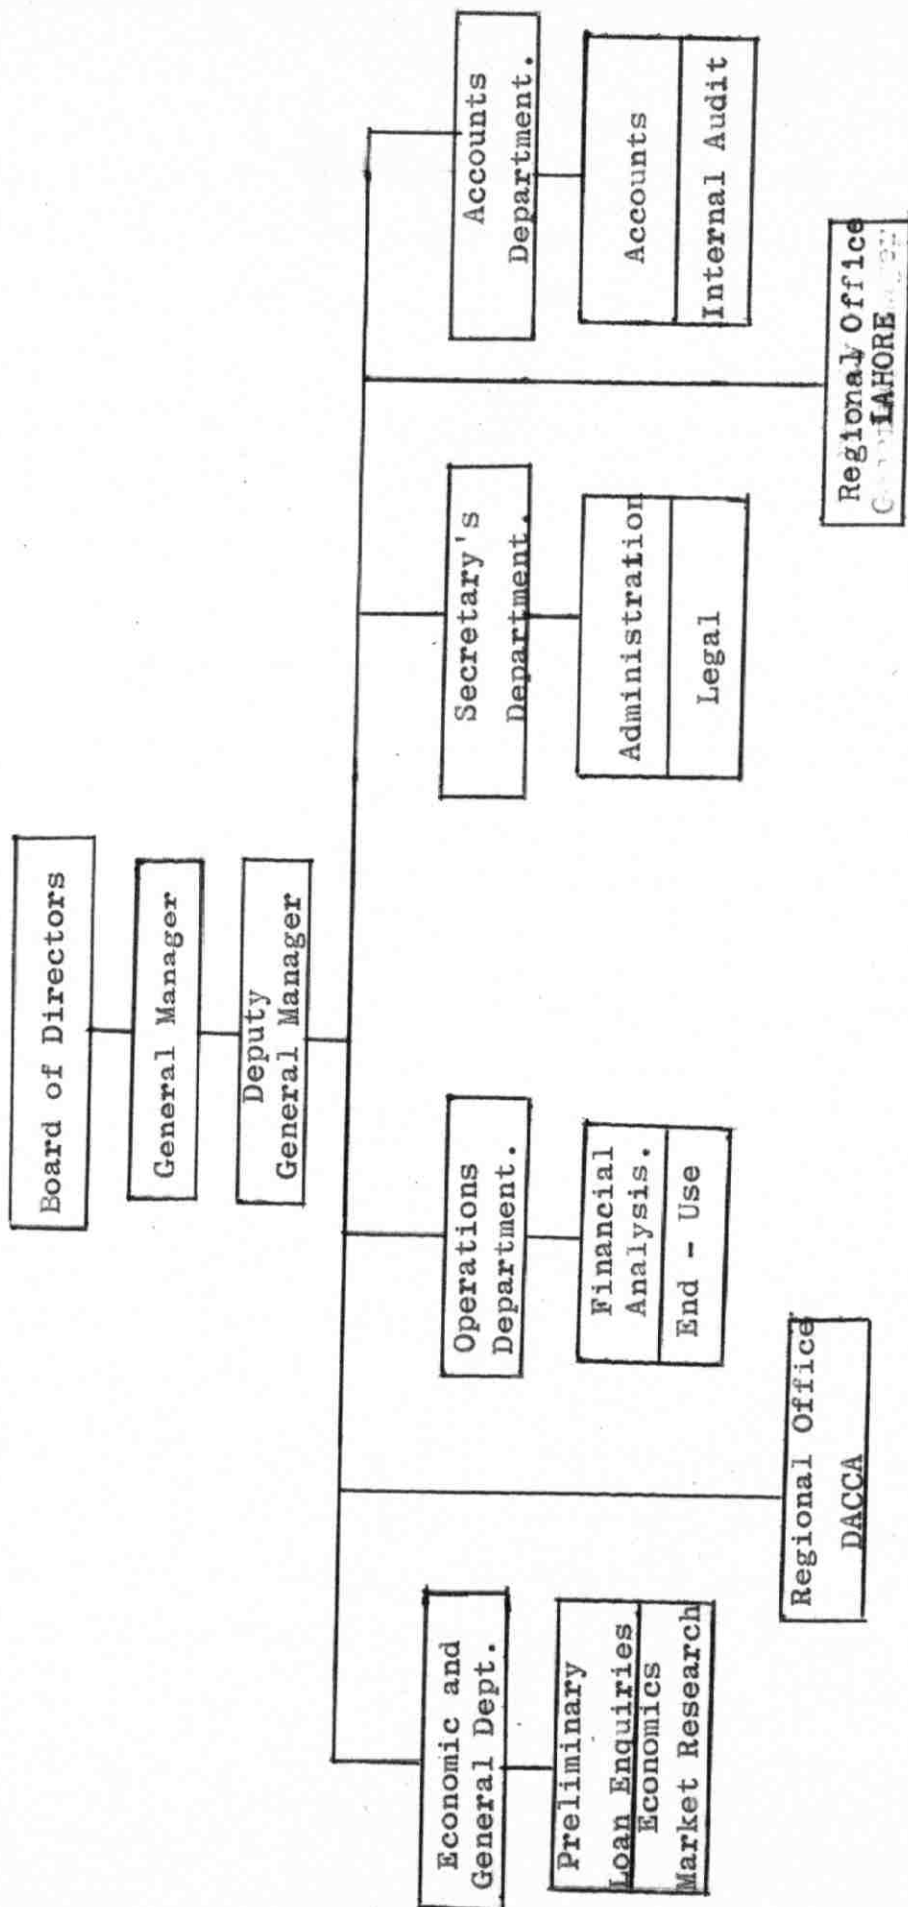 Board of Directors
General Manager
Deputy
General Manager
Economic and
General Dept.
Operations
Department.
Secretary's
Department.
Accounts
Department.
Preliminary
Loan Enquiries
Economics
Market Research
Financial
Analysis.
End - Use
Administration
Legal
Accounts
Internal Audit
Regional Office
DACCA
Regional Office
LAHORE